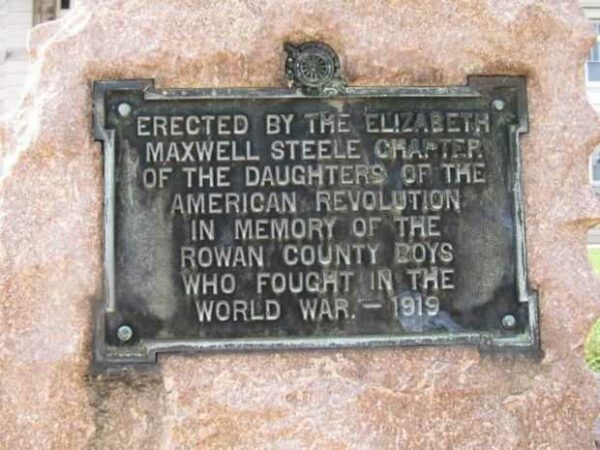 ERECTED BY THE ELIZABETH
MAXWELL STEELE CHAPTER
OF THE DAUGHTERS OF THE
AMERICAN REVOLUTION
IN MEMORY OF THE
ROWAN COUNTY BOYS
WHO FOUGHT IN THE
WORLD WAR. — 1919